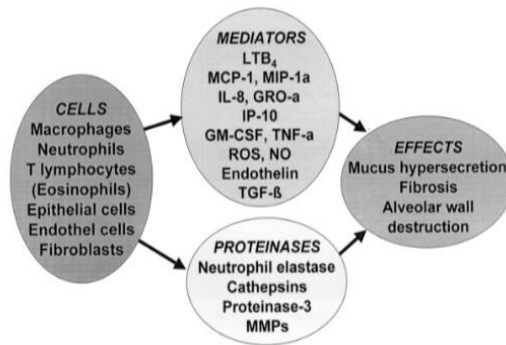 CELLS
Macrophages
Neutrophils
T lymphocytes
(Eosinophils)
Epithelial cells
Endothel cells
Fibroblasts
MEDIATORS
LTB₄
MCP-1, MIP-1a
IL-8, GRO-a
IP-10
GM-CSF, TNF-a
ROS, NO
Endothelin
TGF-ß
PROTEINASES
Neutrophil elastase
Cathepsins
Proteinase-3
MMPs
EFFECTS
Mucus hypersecretion
Fibrosis
Alveolar wall
destruction